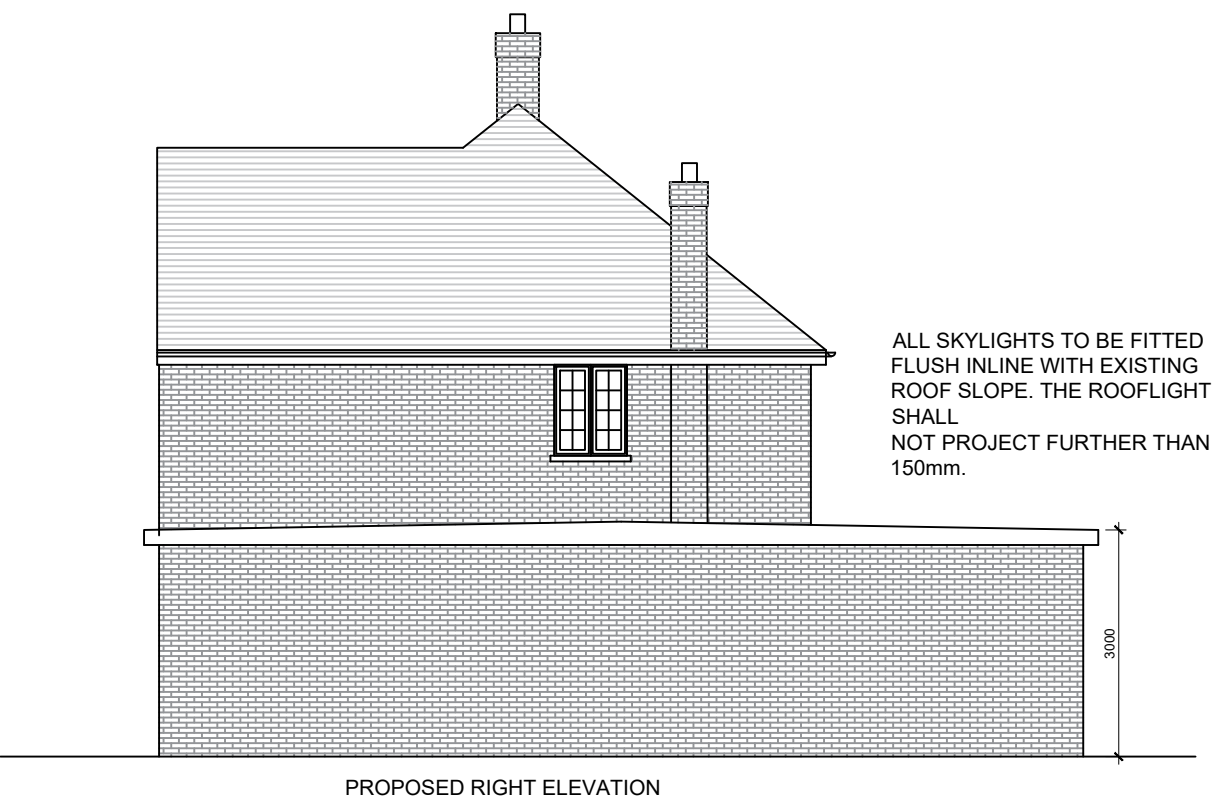 ALL SKYLIGHTS TO BE FITTED
FLUSH INLINE WITH EXISTING
ROOF SLOPE. THE ROOFLIGHT
SHALL
NOT PROJECT FURTHER THAN
150mm.
3000
PROPOSED RIGHT ELEVATION